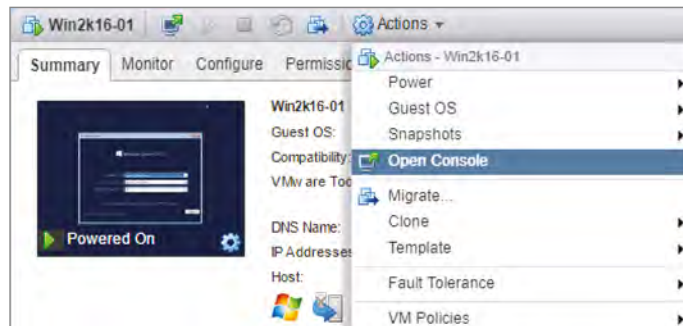 Win2k16-01 Actions
Summary Monitor Configure Permissic
Win2k16-01
Guest OS:
Compatibility:
VMware Too
DNS Name:
IP Addresses
Host:
Powered On
Actions - Win2k16-01
Power
Guest OS
Snapshots
Open Console
Migrate...
Clone
Template
Fault Tolerance
VM Policies